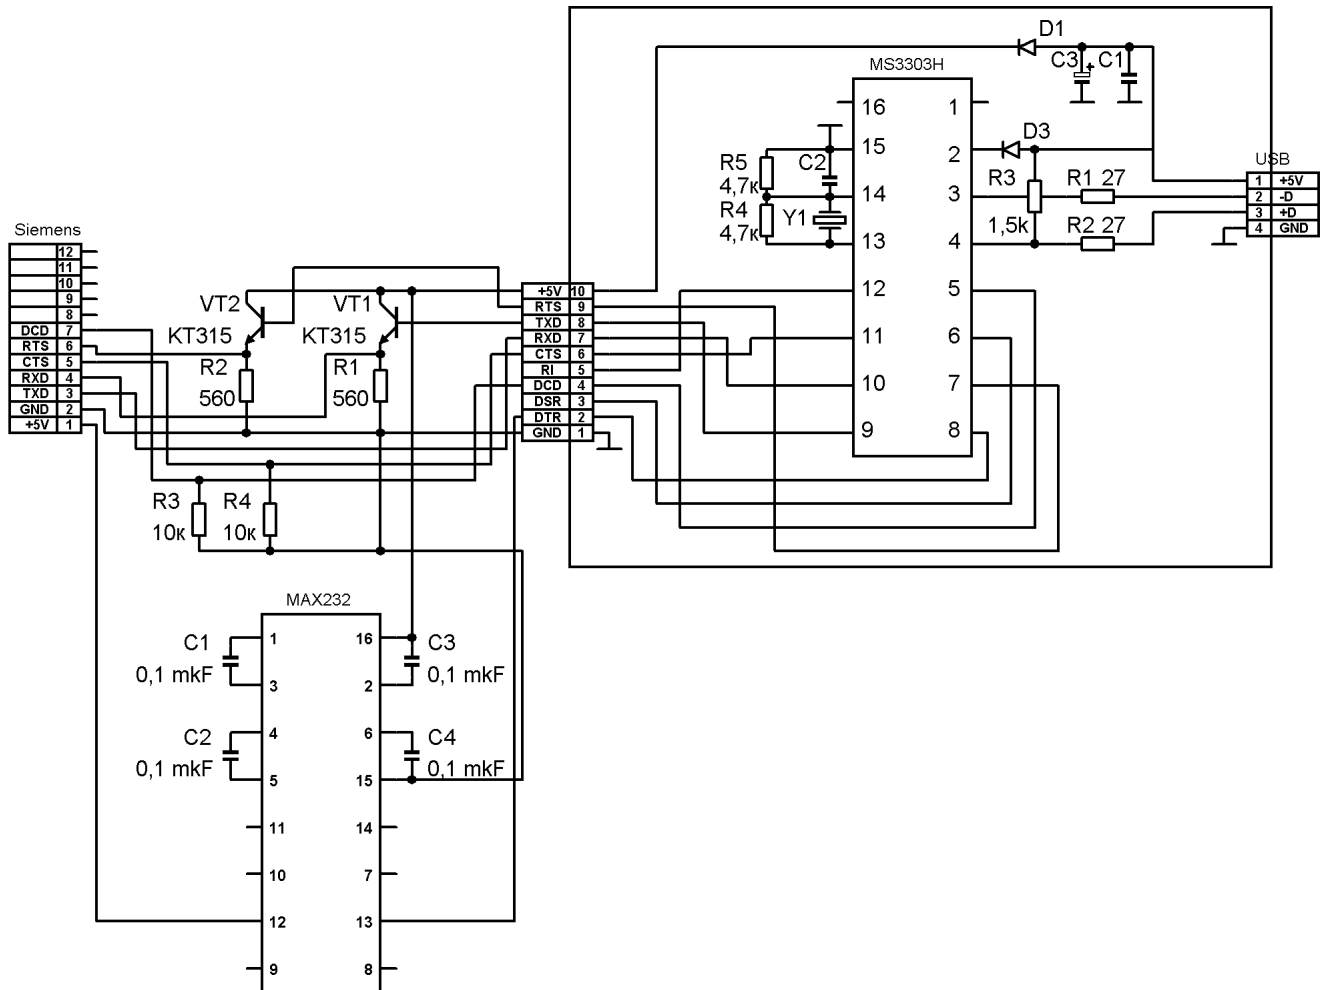 D1
C3 + C1
MS3303H
16 1
15 2
14 3
13 4
12 5
11 6
10 7
9 8
D3
R5
4,7к
C2
R4
4,7к
Y1
R3
1,5k
R1 27
R2 27
USB
1 +5V
2 -D
3 +D
4 GND
Siemens
12
11
10
9
8
DCD 7
RTS 6
CTS 5
RXD 4
TXD 3
GND 2
+5V 1
VT2
KT315
R2
560
VT1
KT315
R1
560
+5V 10
RTS 9
TXD 8
RXD 7
CTS 6
RI 5
DCD 4
DSR 3
DTR 2
GND 1
R3
10к
R4
10к
MAX232
C1
0,1 mkF
C2
0,1 mkF
1 16
3 2
4 6
5 15
11 14
10 7
12 13
9 8
C3
0,1 mkF
C4
0,1 mkF